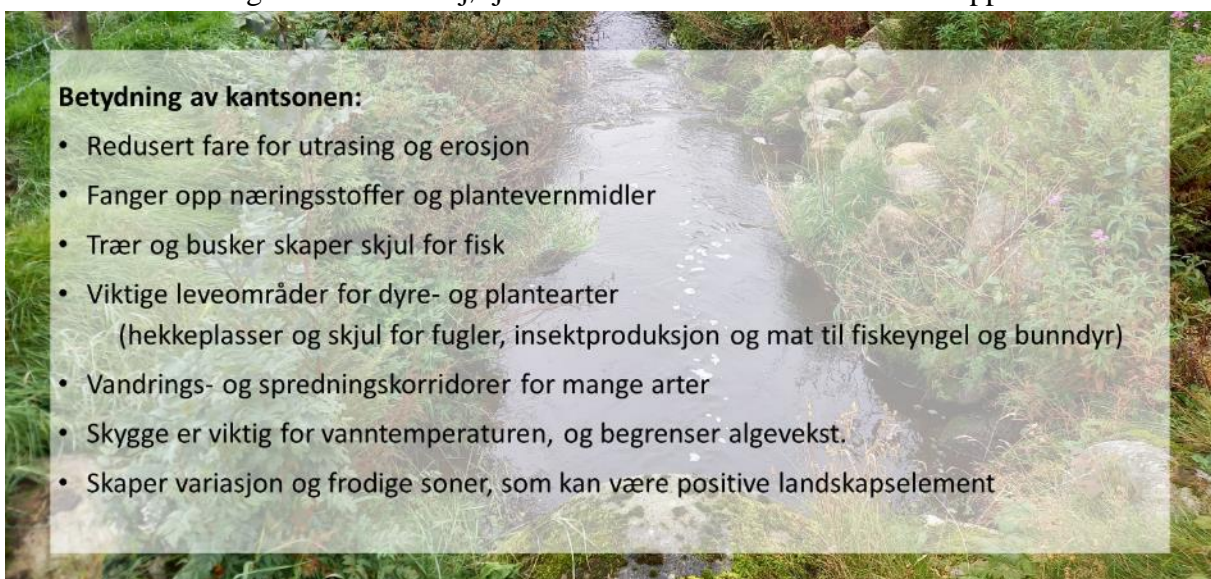 Betydning av kantsonen:
• Redusert fare for utrasing og erosjon
• Fanger opp næringsstoffer og plantevernmidler
• Trær og busker skaper skjul for fisk
• Viktige leveområder for dyre- og plantearter
(hekkeplasser og skjul for fugler, insektproduksjon og mat til fiskeyngel og bunndyr)
• Vandrings- og spredningskorridorer for mange arter
• Skygge er viktig for vanntemperaturen, og begrenser algevekst.
• Skaper variasjon og frodige soner, som kan være positive landskapselement